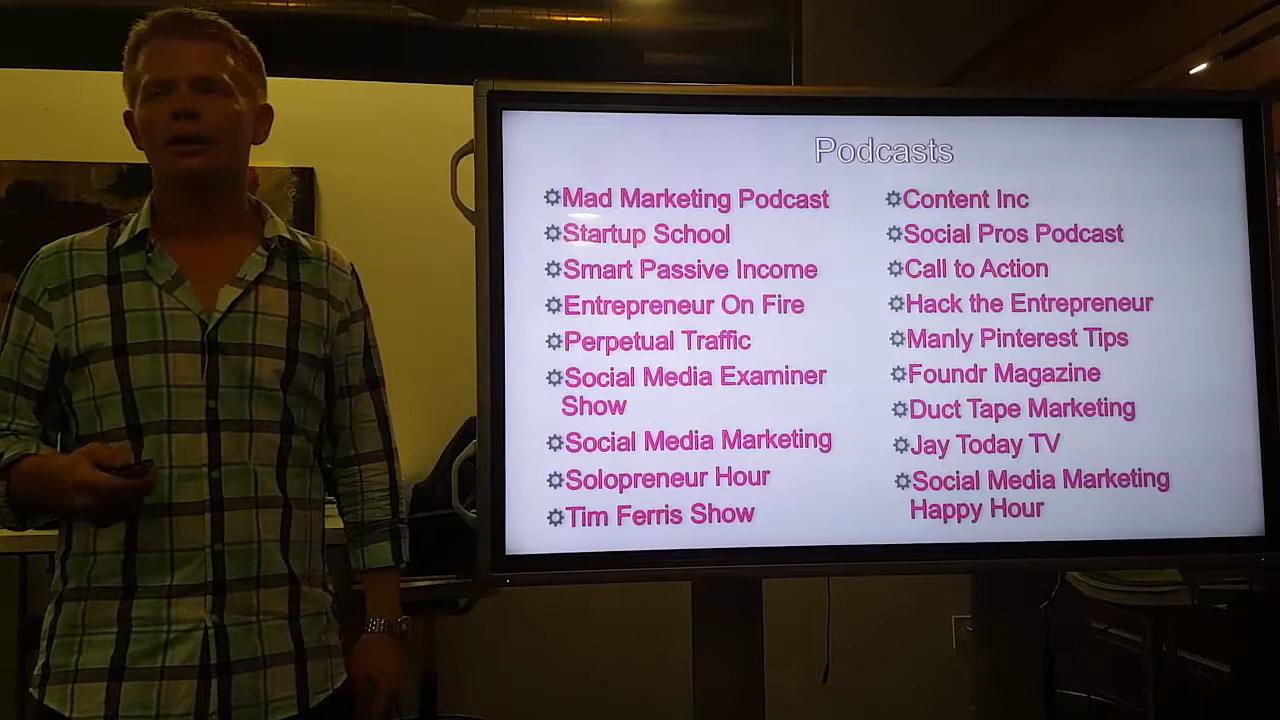 Podcasts
Mad Marketing Podcast
Startup School
Smart Passive Income
Entrepreneur On Fire
Perpetual Traffic
Social Media Examiner
Show
Social Media Marketing
Solopreneur Hour
Tim Ferris Show
Content Inc
Social Pros Podcast
Call to Action
Hack the Entrepreneur
Manly Pinterest Tips
Foundr Magazine
Duct Tape Marketing
Jay Today TV
Social Media Marketing
Happy Hour